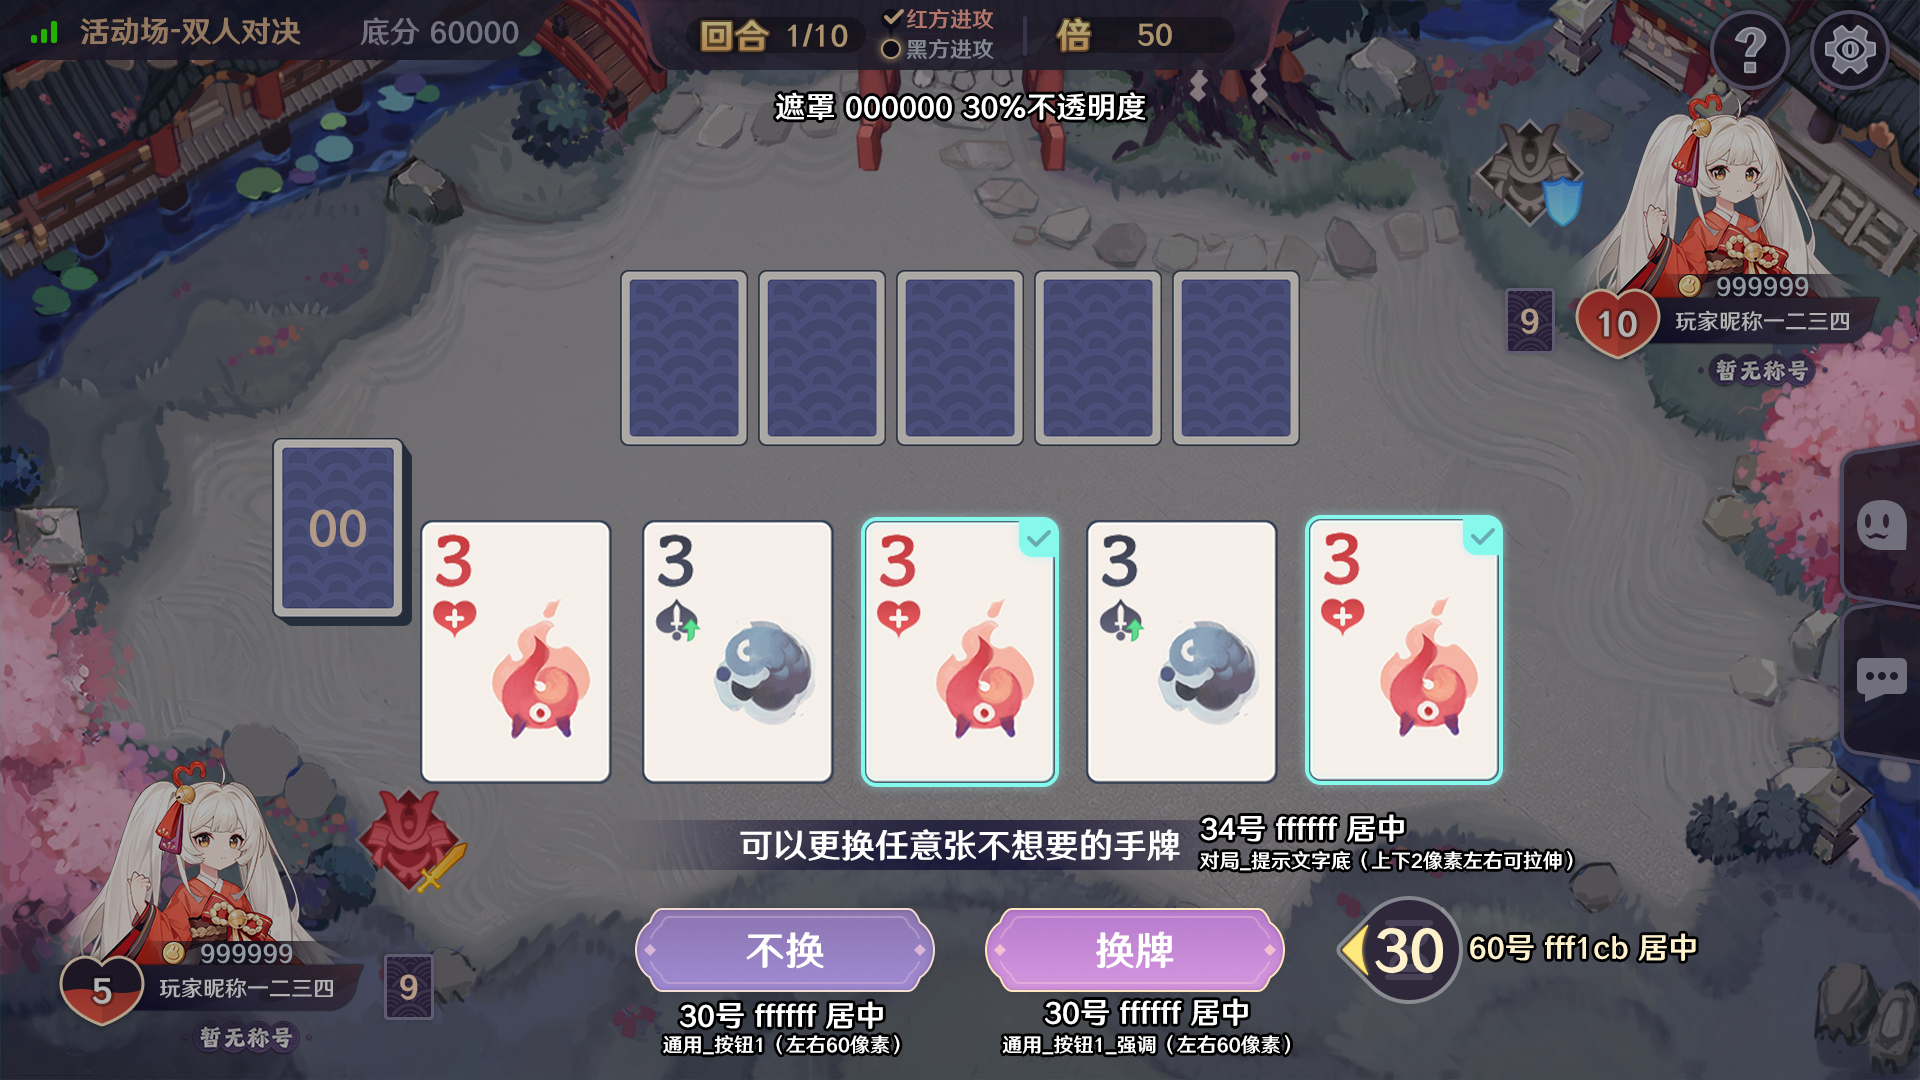 活动场-双人对决
底分 60000
回合 1/10
红方进攻
黑方进攻
倍 50
?
遮罩 000000 30%不透明度
999999
9
10
玩家昵称一二三四
暂无称号
00
3
3
3
3
3
可以更换任意张不想要的手牌
34号 ffffff 居中
对局_提示文字底（上下2像素左右可拉伸）
不换
换牌
30
60号 fff1cb 居中
999999
5
玩家昵称一二三四
9
暂无称号
30号 ffffff 居中
通用_按钮1（左右60像素）
30号 ffffff 居中
通用_按钮1_强调（左右60像素）